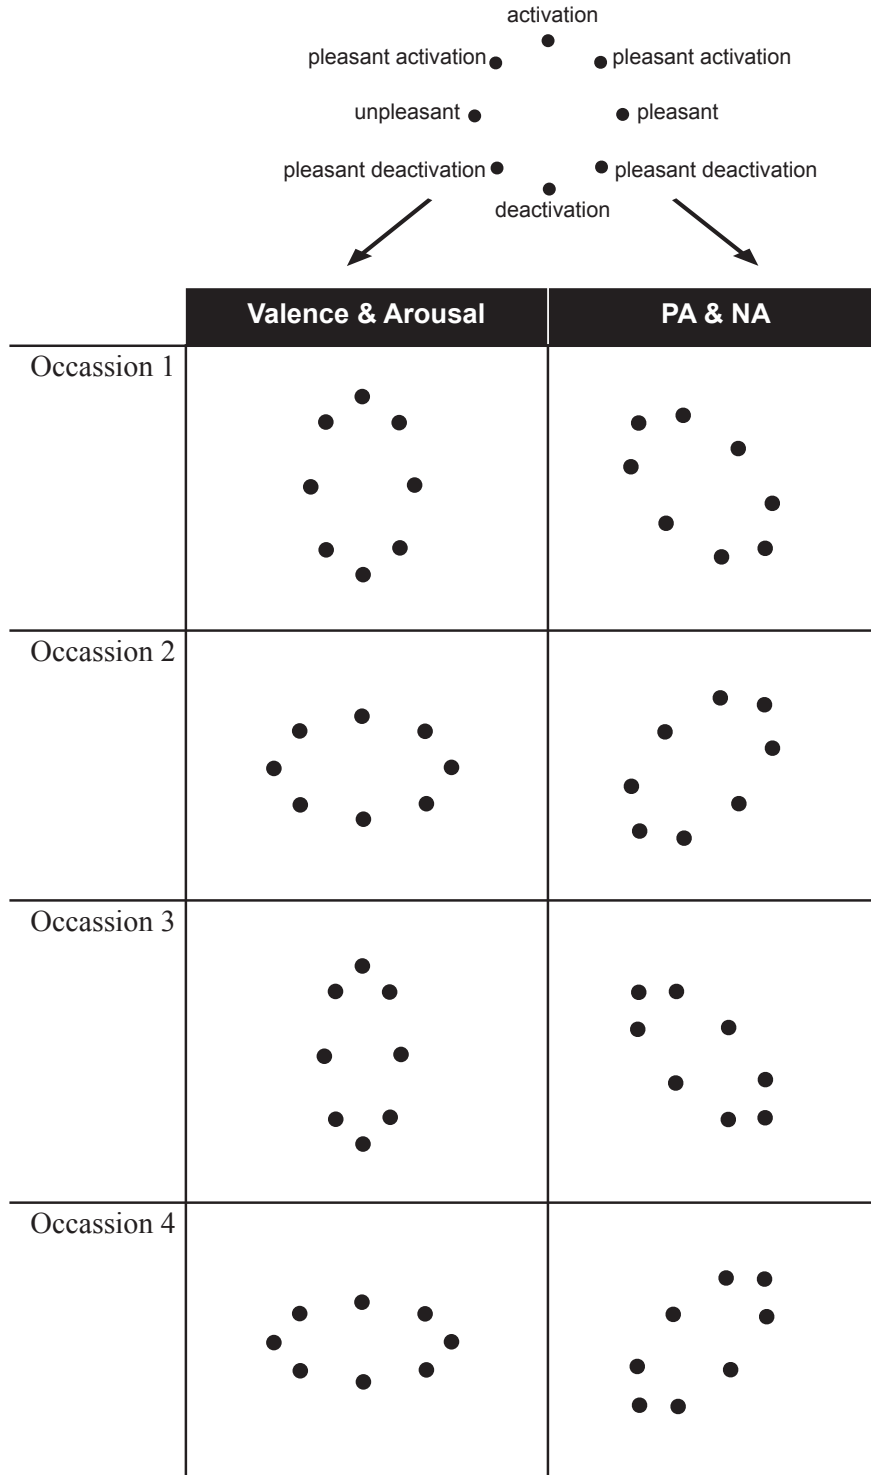 activation
pleasant activation pleasant activation
unpleasant pleasant
pleasant deactivation pleasant deactivation
deactivation
Valence & Arousal PA & NA
Occassion 1
Occassion 2
Occassion 3
Occassion 4